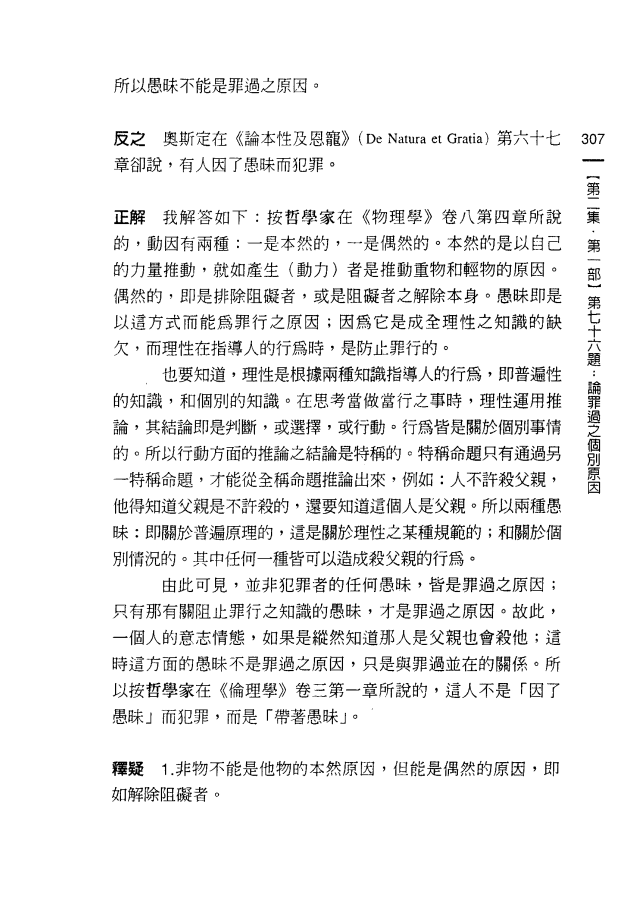 所以愚昧不能是罪過之原因。
反之　奧斯定在《論本性及恩寵》（De Natura et Gratia）第六十七
章卻說，有人因了愚昧而犯罪。
正解　我解答如下：按哲學家在《物理學》卷八第四章所說
的，動因有兩種：一是本然的，一是偶然的。本然的是以自己
的力量推動，就如產生（動力）者是推動重物和輕物的原因。
偶然的，即是排除阻礙者，或是阻礙者之解除本身。愚昧即是
以這方式而能爲罪行之原因；因爲它是成全理性之知識的缺
欠，而理性在指導人的行爲時，是防止罪行的。
也要知道，理性是根據兩種知識指導人的行爲，即普遍性
的知識，和個別的知識。在思考當做當行之事時，理性運用推
論，其結論即是判斷，或選擇，或行動。行爲皆是關於個別事情
的。所以行動方面的推論之結論是特稱的。特稱命題只有通過另
一特稱命題，才能從全稱命題推論出來，例如：人不許殺父親，
他得知道父親是不許殺的，還要知道這個人是父親。所以兩種愚
昧：即關於普遍原理的，這是關於理性之某種規範的；和關於個
別情況的。其中任何一種皆可以造成殺父親的行爲。
由此可見，並非犯罪者的任何愚昧，皆是罪過之原因；
只有那有關阻止罪行之知識的愚昧，才是罪過之原因。故此，
一個人的意志情態，如果是縱然知道那人是父親也會殺他；這
時這方面的愚昧不是罪過之原因，只是與罪過並在的關係。所
以按哲學家在《倫理學》卷三第一章所說的，這人不是「因了
愚昧」而犯罪，而是「帶著愚昧」。
釋疑　1.非物不能是他物的本然原因，但能是偶然的原因，即
如解除阻礙者。
307
【第二集．第一部】第七十六題：論罪過之個別原因